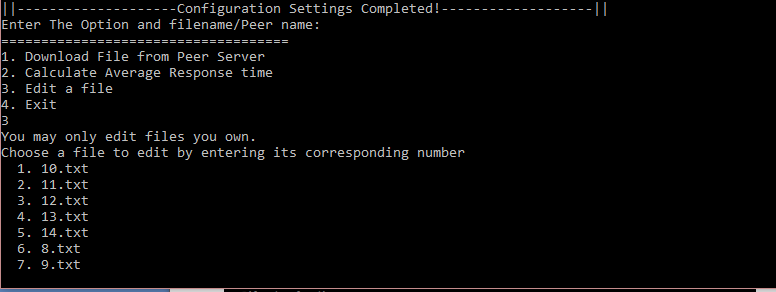 ||--------------------Configuration Settings Completed!-------------------||
Enter The Option and filename/Peer name:
====================================
1. Download File from Peer Server
2. Calculate Average Response time
3. Edit a file
4. Exit
3
You may only edit files you own.
Choose a file to edit by entering its corresponding number
1. 10.txt
2. 11.txt
3. 12.txt
4. 13.txt
5. 14.txt
6. 8.txt
7. 9.txt